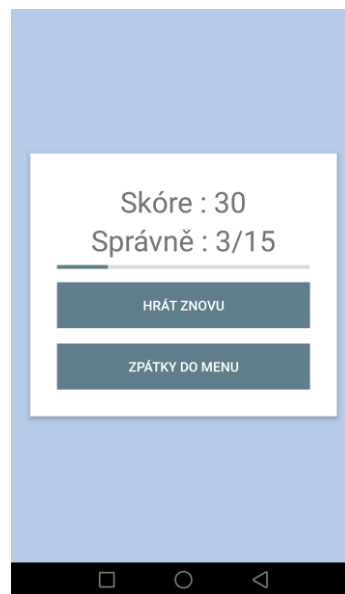 Skóre : 30
Správně : 3/15
HRÁT ZNOVU
ZPÁTKY DO MENU